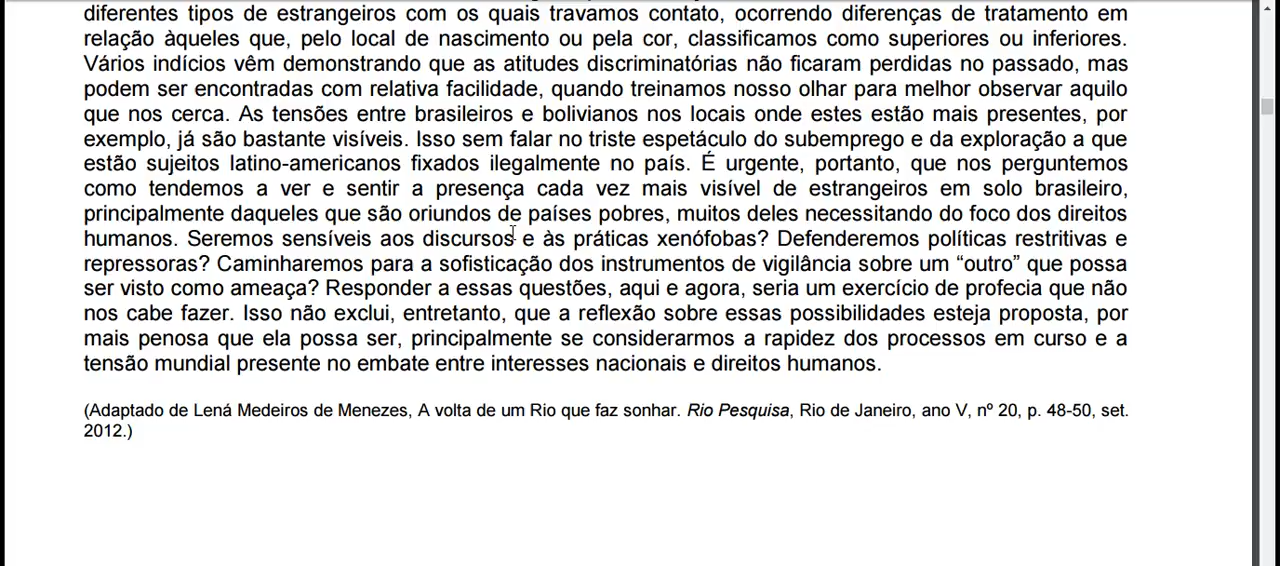 diferentes tipos de estrangeiros com os quais travamos contato, ocorrendo diferenças de tratamento em
relação àqueles que, pelo local de nascimento ou pela cor, classificamos como superiores ou inferiores.
Vários indícios vêm demonstrando que as atitudes discriminatórias não ficaram perdidas no passado, mas
podem ser encontradas com relativa facilidade, quando treinamos nosso olhar para melhor observar aquilo
que nos cerca. As tensões entre brasileiros e bolivianos nos locais onde estes estão mais presentes, por
exemplo, já são bastante visíveis. Isso sem falar no triste espetáculo do subemprego e da exploração a que
estão sujeitos latino-americanos fixados ilegalmente no país. É urgente, portanto, que nos perguntemos
como tendemos a ver e sentir a presença cada vez mais visível de estrangeiros em solo brasileiro,
principalmente daqueles que são oriundos de países pobres, muitos deles necessitando do foco dos direitos
humanos. Seremos sensíveis aos discursos e às práticas xenófobas? Defenderemos políticas restritivas e
repressoras? Caminharemos para a sofisticação dos instrumentos de vigilância sobre um “outro” que possa
ser visto como ameaça? Responder a essas questões, aqui e agora, seria um exercício de profecia que não
nos cabe fazer. Isso não exclui, entretanto, que a reflexão sobre essas possibilidades esteja proposta, por
mais penosa que ela possa ser, principalmente se considerarmos a rapidez dos processos em curso e a
tensão mundial presente no embate entre interesses nacionais e direitos humanos.
(Adaptado de Lená Medeiros de Menezes, A volta de um Rio que faz sonhar. Rio Pesquisa, Rio de Janeiro, ano V, nº 20, p. 48-50, set.
2012.)